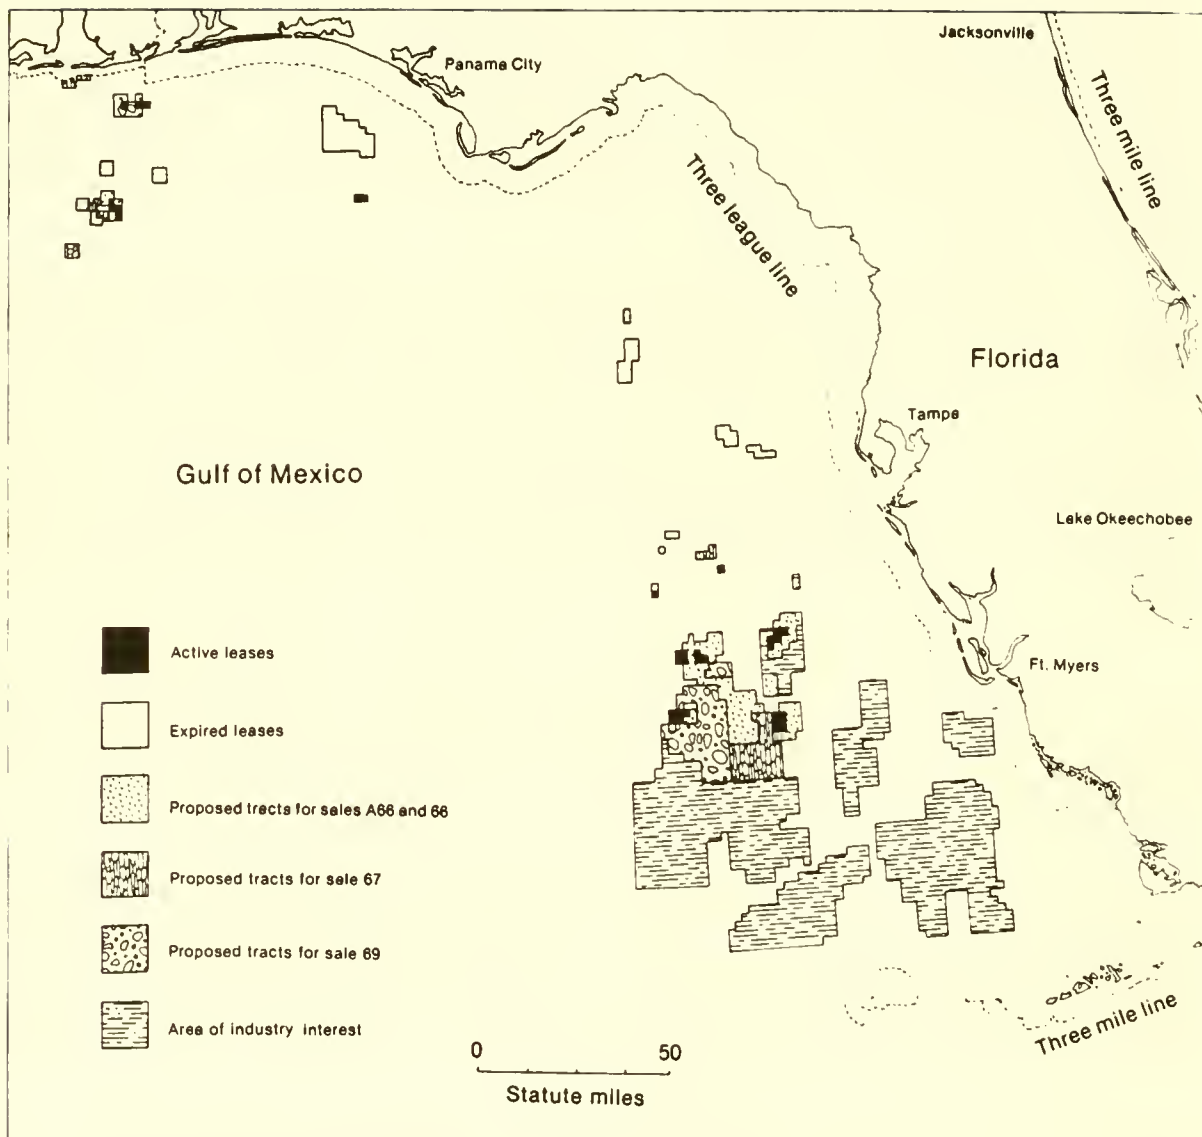 Jacksonville
Panama City
Three mile line
Three league line
Florida
Tampa
Gulf of Mexico
Lake Okeechobee
Active leases
Ft. Myers
Expired leases
Proposed tracts for sales A66 and 66
Proposed tracts for sale 67
Proposed tracts for sale 69
Area of industry interest
Three mile line
0 50
Statute miles